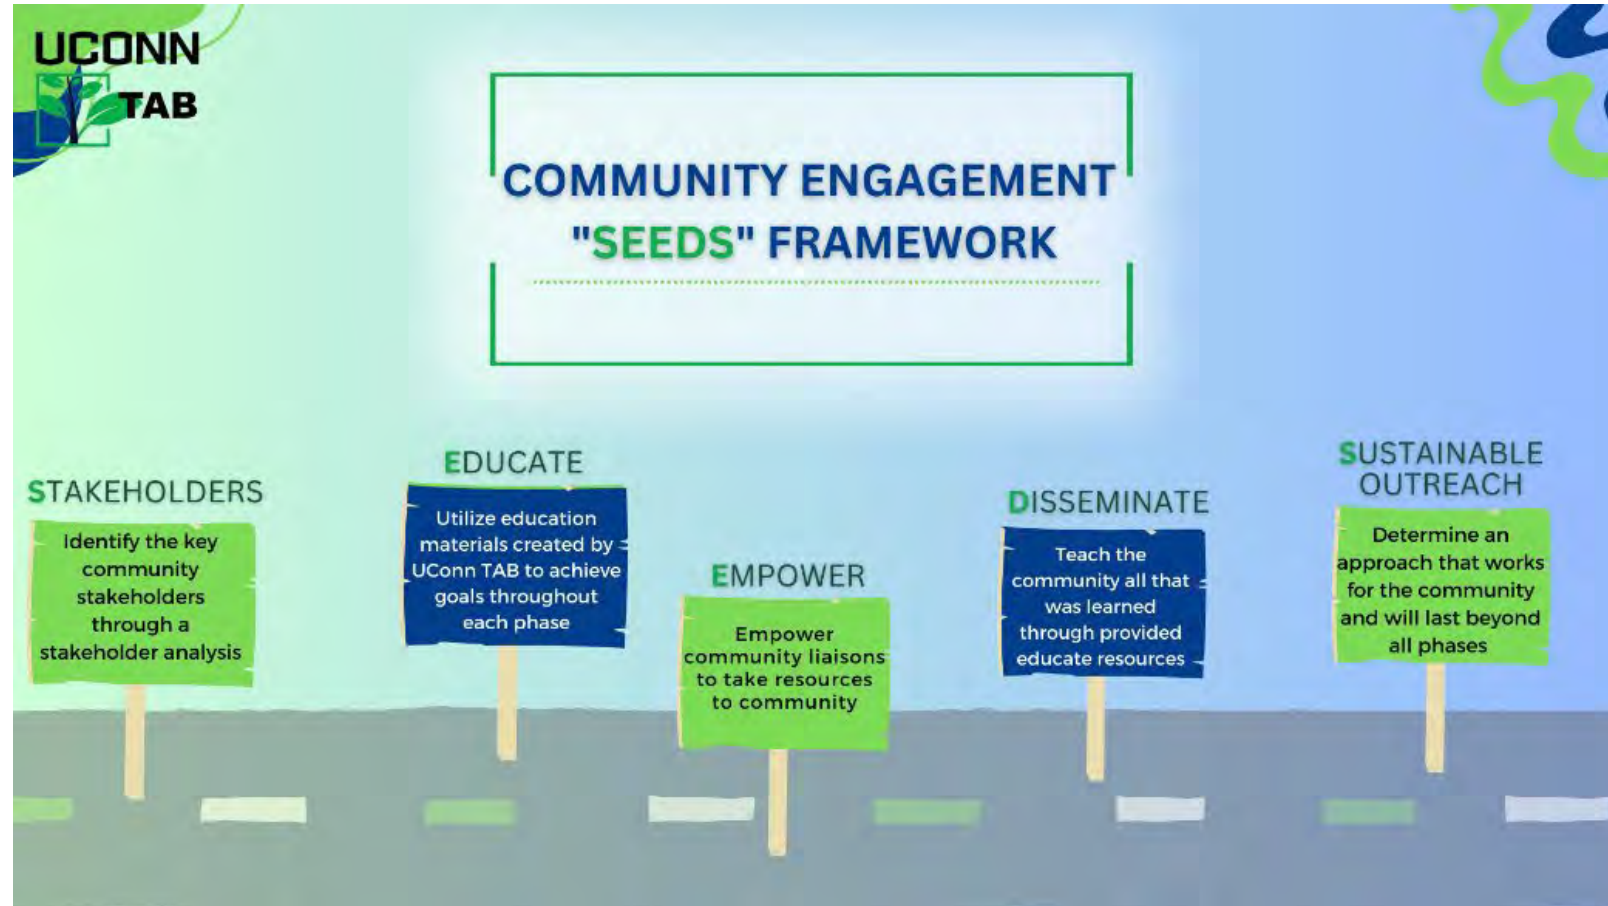 UCONN
TAB
COMMUNITY ENGAGEMENT
"SEEDS" FRAMEWORK
STAKEHOLDERS
Identify the key
community
stakeholders
through a
stakeholder analysis
EDUCATE
Utilize education
materials created by
UConn TAB to achieve
goals throughout
each phase
EMPOWER
Empower
community liaisons
to take resources
to community
DISSEMINATE
Teach the
community all that
was learned
through provided
educate resources
SUSTAINABLE
OUTREACH
Determine an
approach that works
for the community
and will last beyond
all phases